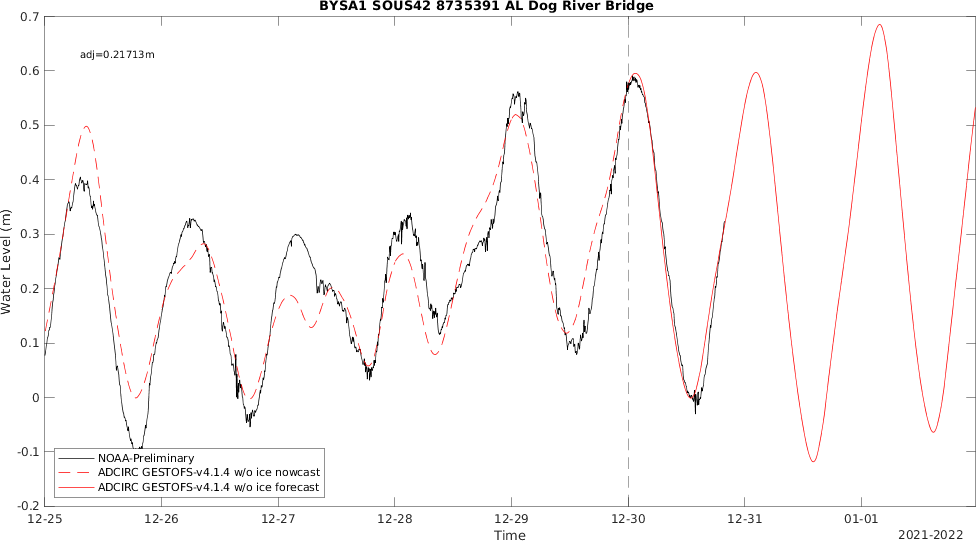 BYSA1 SOUS42 8735391 AL Dog River Bridge
adj=0.21713m
0.7
0.6
0.5
0.4
0.3
0.2
0.1
0
-0.1
-0.2
Water Level (m)
NOAA-Preliminary
ADCIRC GESTOFS-v4.1.4 w/o ice nowcast
ADCIRC GESTOFS-v4.1.4 w/o ice forecast
12-25 12-26 12-27 12-28 12-29 12-30 12-31 01-01
Time
2021-2022